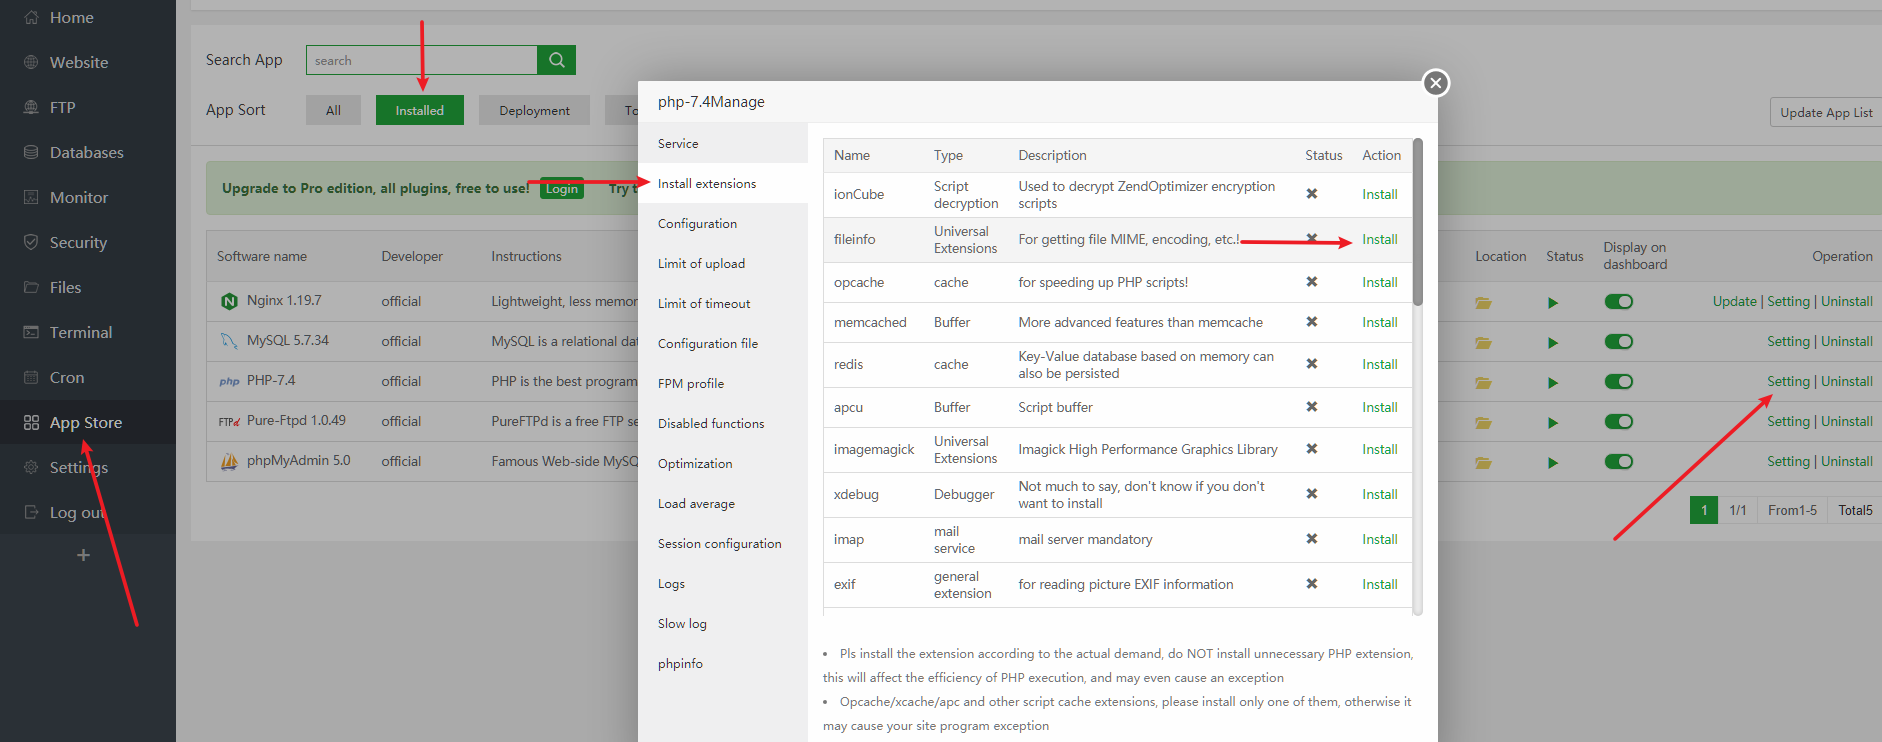 Home
Website
FTP
Databases
Monitor
Security
Files
Terminal
Cron
App Store
Settings
Log out
+
Search App
search
App Sort
All
Installed
Deployment
To
Update App List
Upgrade to Pro edition, all plugins, free to use!
Login
Try t
Software name Developer Instructions
Location Status Display on
dashboard
Operation
Nginx 1.19.7 official Lightweight, less memor
Update | Setting | Uninstall
MySQL 5.7.34 official MySQL is a relational dat
Setting | Uninstall
php PHP-7.4 official PHP is the best program
Setting | Uninstall
FTPd Pure-Ftpd 1.0.49 official PureFTPd is a free FTP se
Setting | Uninstall
phpMyAdmin 5.0 official Famous Web-side MySQ
Setting | Uninstall
1 1/1 From1-5 Total5
php-7.4Manage
Service
Install extensions
Configuration
Limit of upload
Limit of timeout
Configuration file
FPM profile
Disabled functions
Optimization
Load average
Session configuration
Logs
Slow log
phpinfo
Name Type Description Status Action
ionCube Script
decryption
Used to decrypt ZendOptimizer encryption
scripts
Install
fileinfo Universal
Extensions
For getting file MIME, encoding, etc.!
Install
opcache cache for speeding up PHP scripts! Install
memcached Buffer More advanced features than memcache Install
redis cache Key-Value database based on memory can
also be persisted
Install
apcu Buffer Script buffer Install
imagemagick Universal
Extensions
Imagick High Performance Graphics Library
Install
xdebug Debugger Not much to say, don't know if you don't
want to install
Install
imap mail
service
mail server mandatory
Install
exif general
extension
for reading picture EXIF information
Install
• Pls install the extension according to the actual demand, do NOT install unnecessary PHP extension,
this will affect the efficiency of PHP execution, and may even cause an exception
• Opcache/xcache/apc and other script cache extensions, please install only one of them, otherwise it
may cause your site program exception